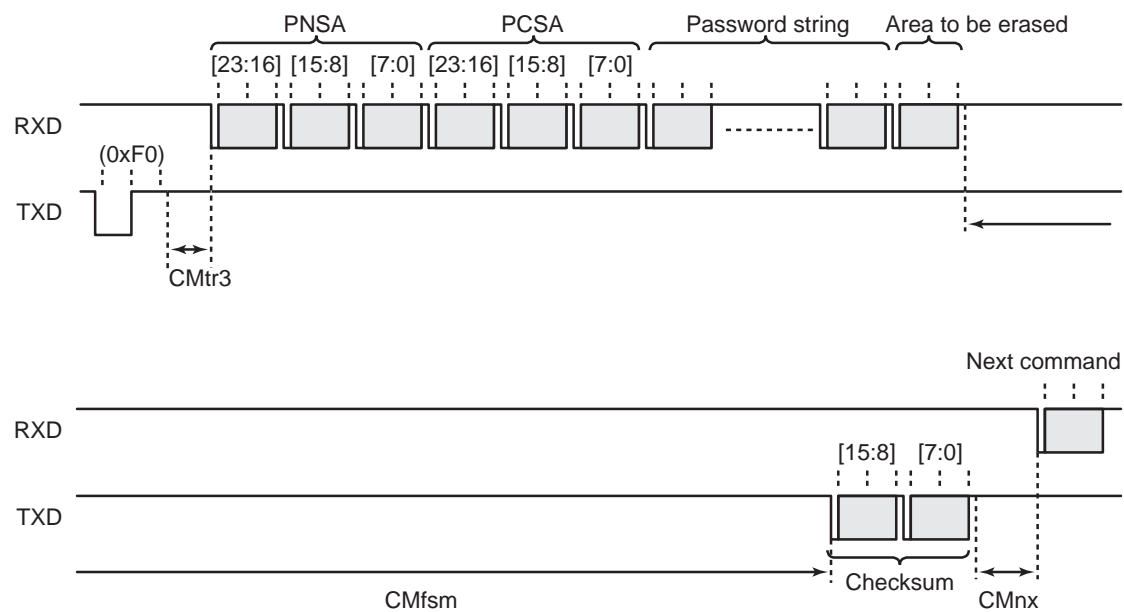 PNSA PCSA Password string Area to be erased
[23:16] [15:8] [7:0] [23:16] [15:8] [7:0]
RXD
(0xF0)
TXD
CMtr3
Next command
RXD
[15:8] [7:0]
TXD
Checksum
CMfsm CMnx